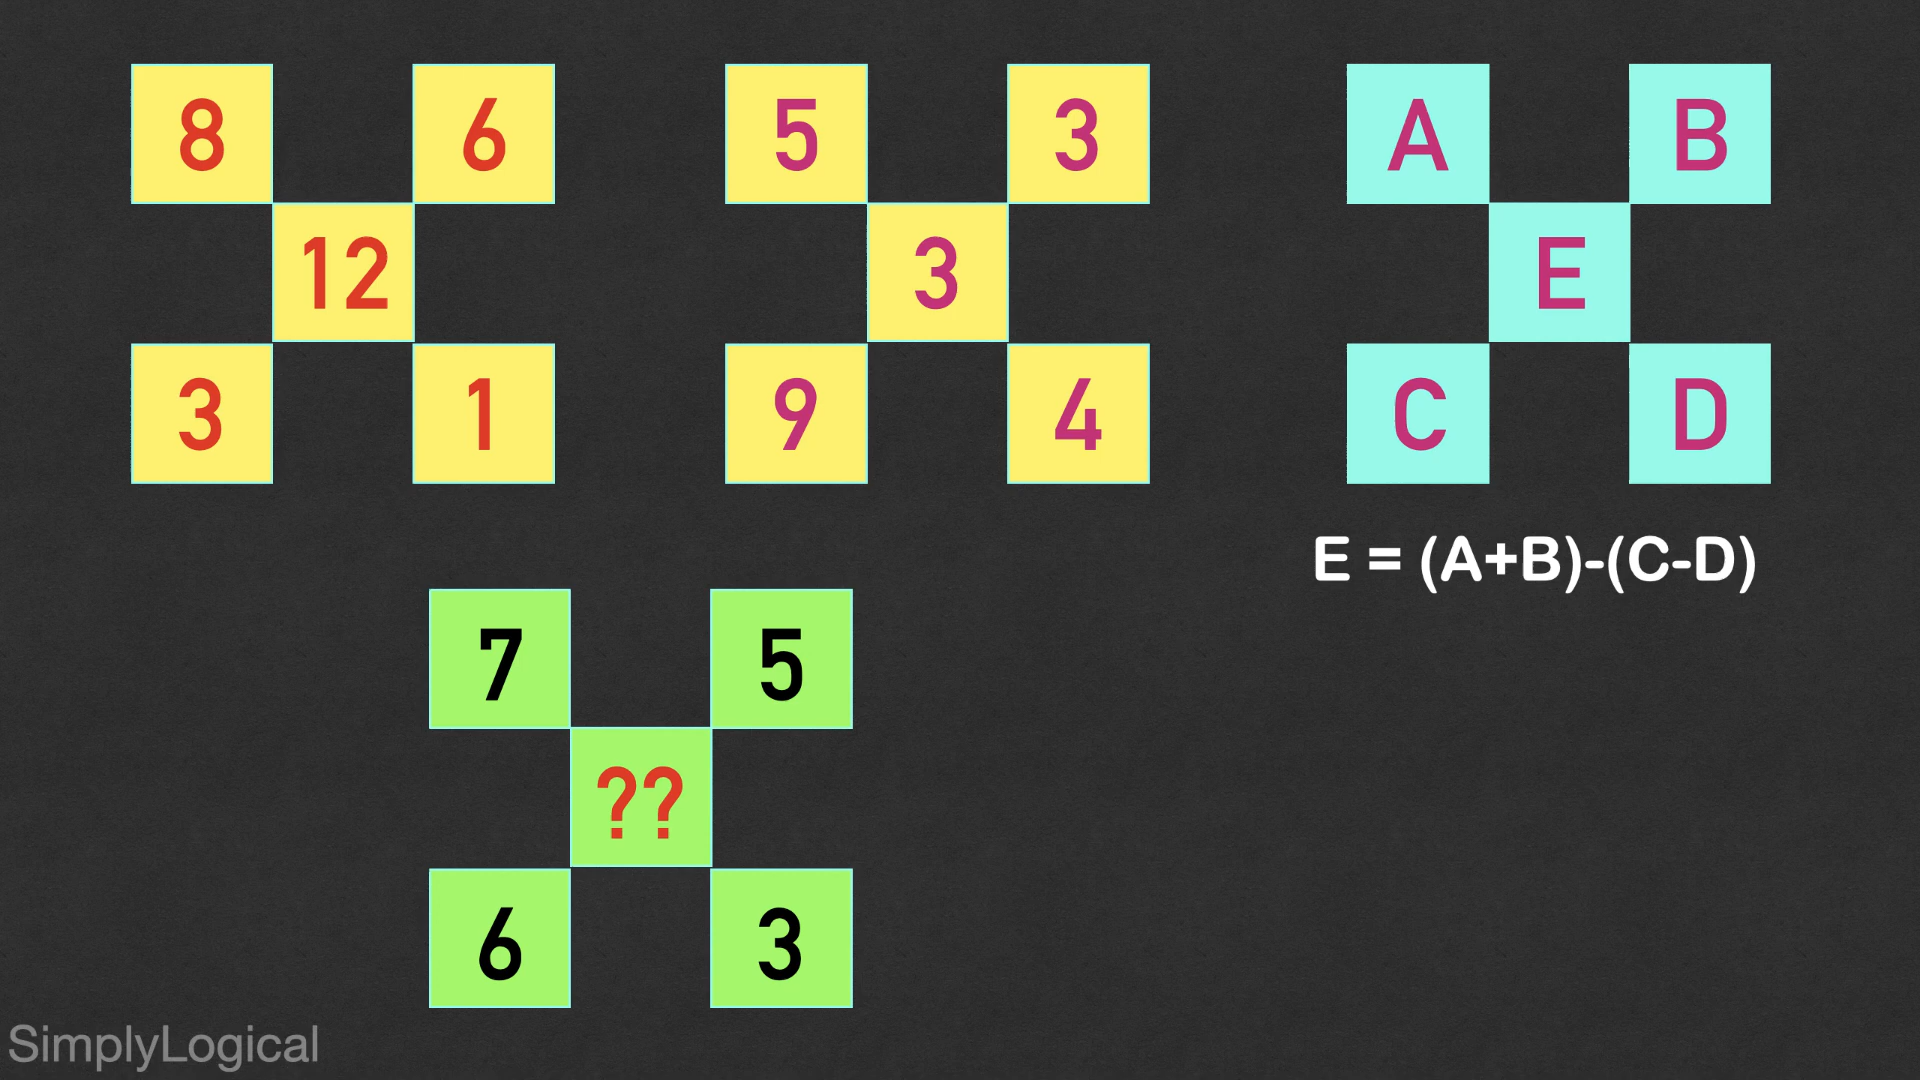 8 6 5 3 A B
12 3 E
3 1 9 4 C D
E = (A+B)-(C-D)
7 5
??
6 3
SimplyLogical